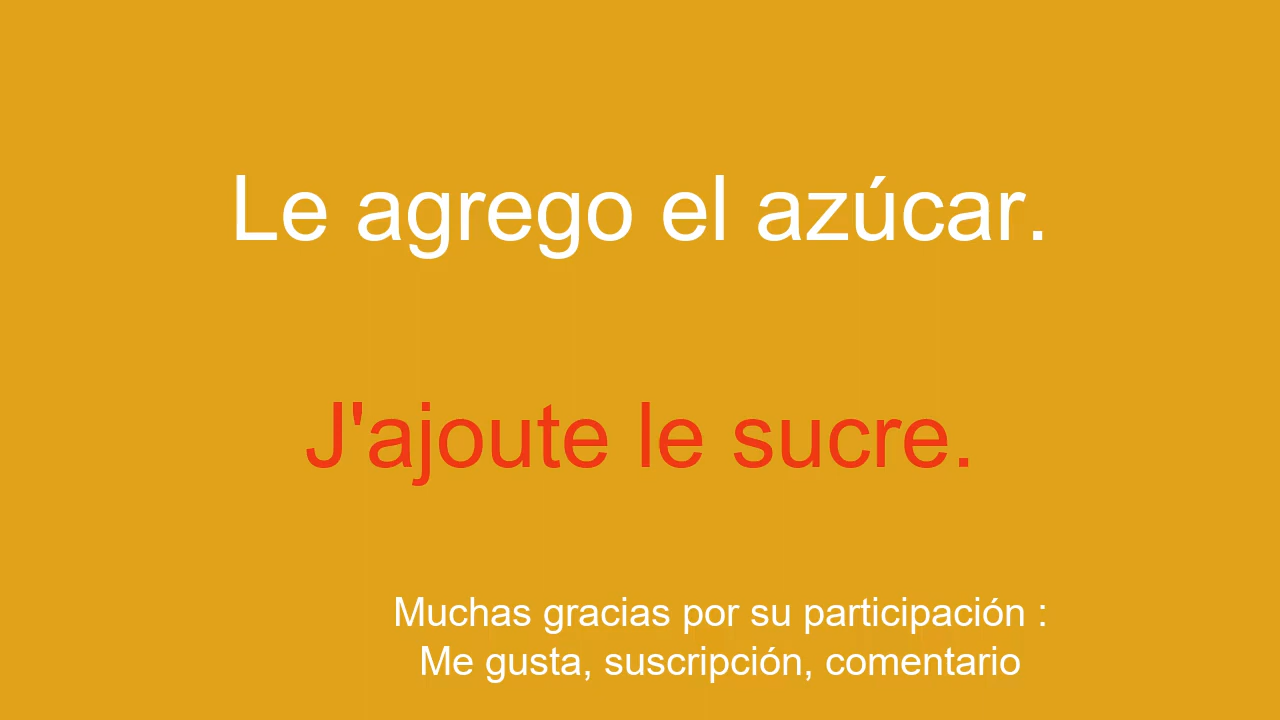 Le agrego el azúcar.
J'ajoute le sucre.
Muchas gracias por su participación :
Me gusta, suscripción, comentario